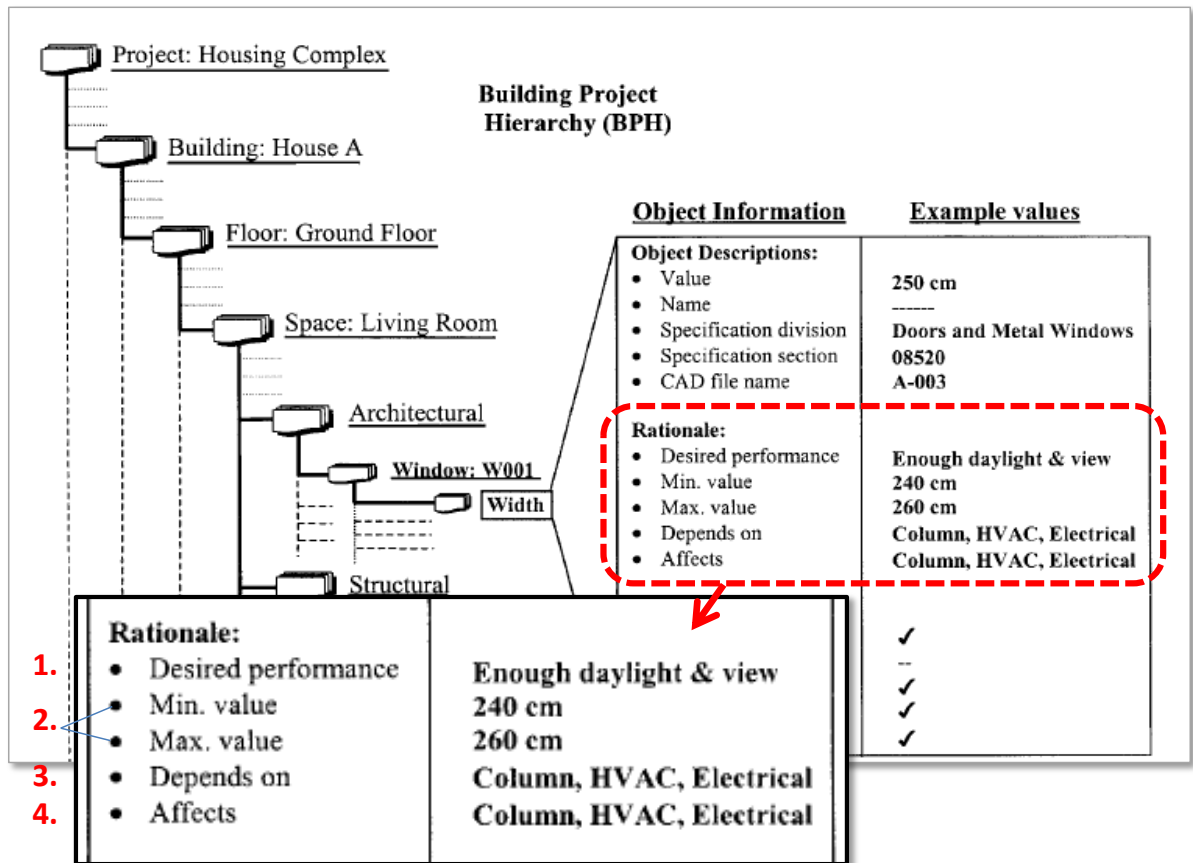 Project: Housing Complex
Building Project
Hierarchy (BPH)
Building: House A
Floor: Ground Floor
Space: Living Room
Architectural
Window: W001
Width
Structural
Object Information Example values
Object Descriptions:
• Value 250 cm
• Name ------
• Specification division Doors and Metal Windows
• Specification section 08520
• CAD file name A-003
Rationale:
• Desired performance Enough daylight & view
• Min. value 240 cm
• Max. value 260 cm
• Depends on Column, HVAC, Electrical
• Affects Column, HVAC, Electrical
✓
--
✓
✓
✓
Rationale:
1. • Desired performance Enough daylight & view
2. • Min. value 240 cm
• Max. value 260 cm
3. • Depends on Column, HVAC, Electrical
4. • Affects Column, HVAC, Electrical